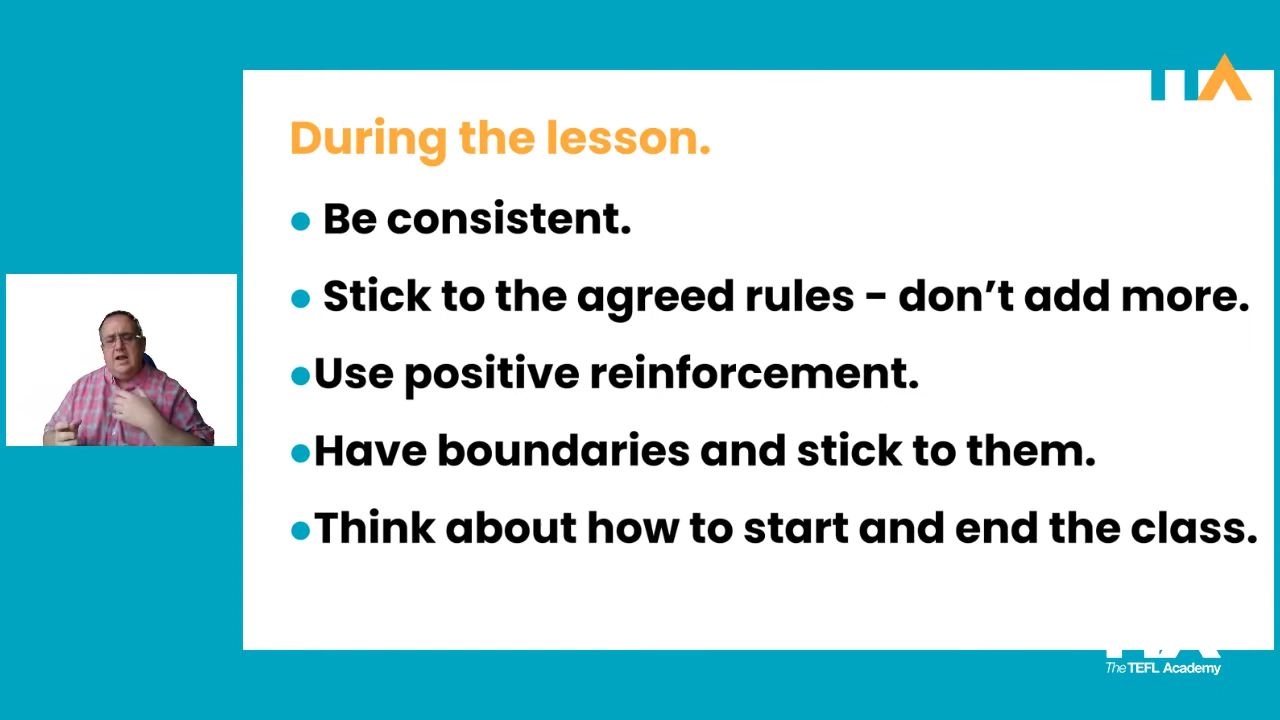 During the lesson.
● Be consistent.
● Stick to the agreed rules - don’t add more.
●Use positive reinforcement.
●Have boundaries and stick to them.
●Think about how to start and end the class.
The TEFL Academy